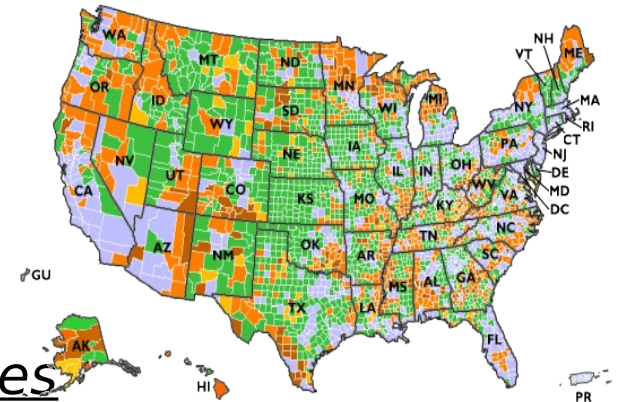 WA
MT
ND
MN
OR
ID
SD
WI
MI
WY
NE
IA
NV
UT
CO
KS
MO
IL
IN
OH
PA
NY
VT
NH
ME
MA
RI
CT
NJ
DE
MD
DC
WV
VA
KY
CA
AZ
NM
OK
AR
TN
NC
SC
MS
AL
GA
TX
LA
FL
GU
AK
HI
PR
es